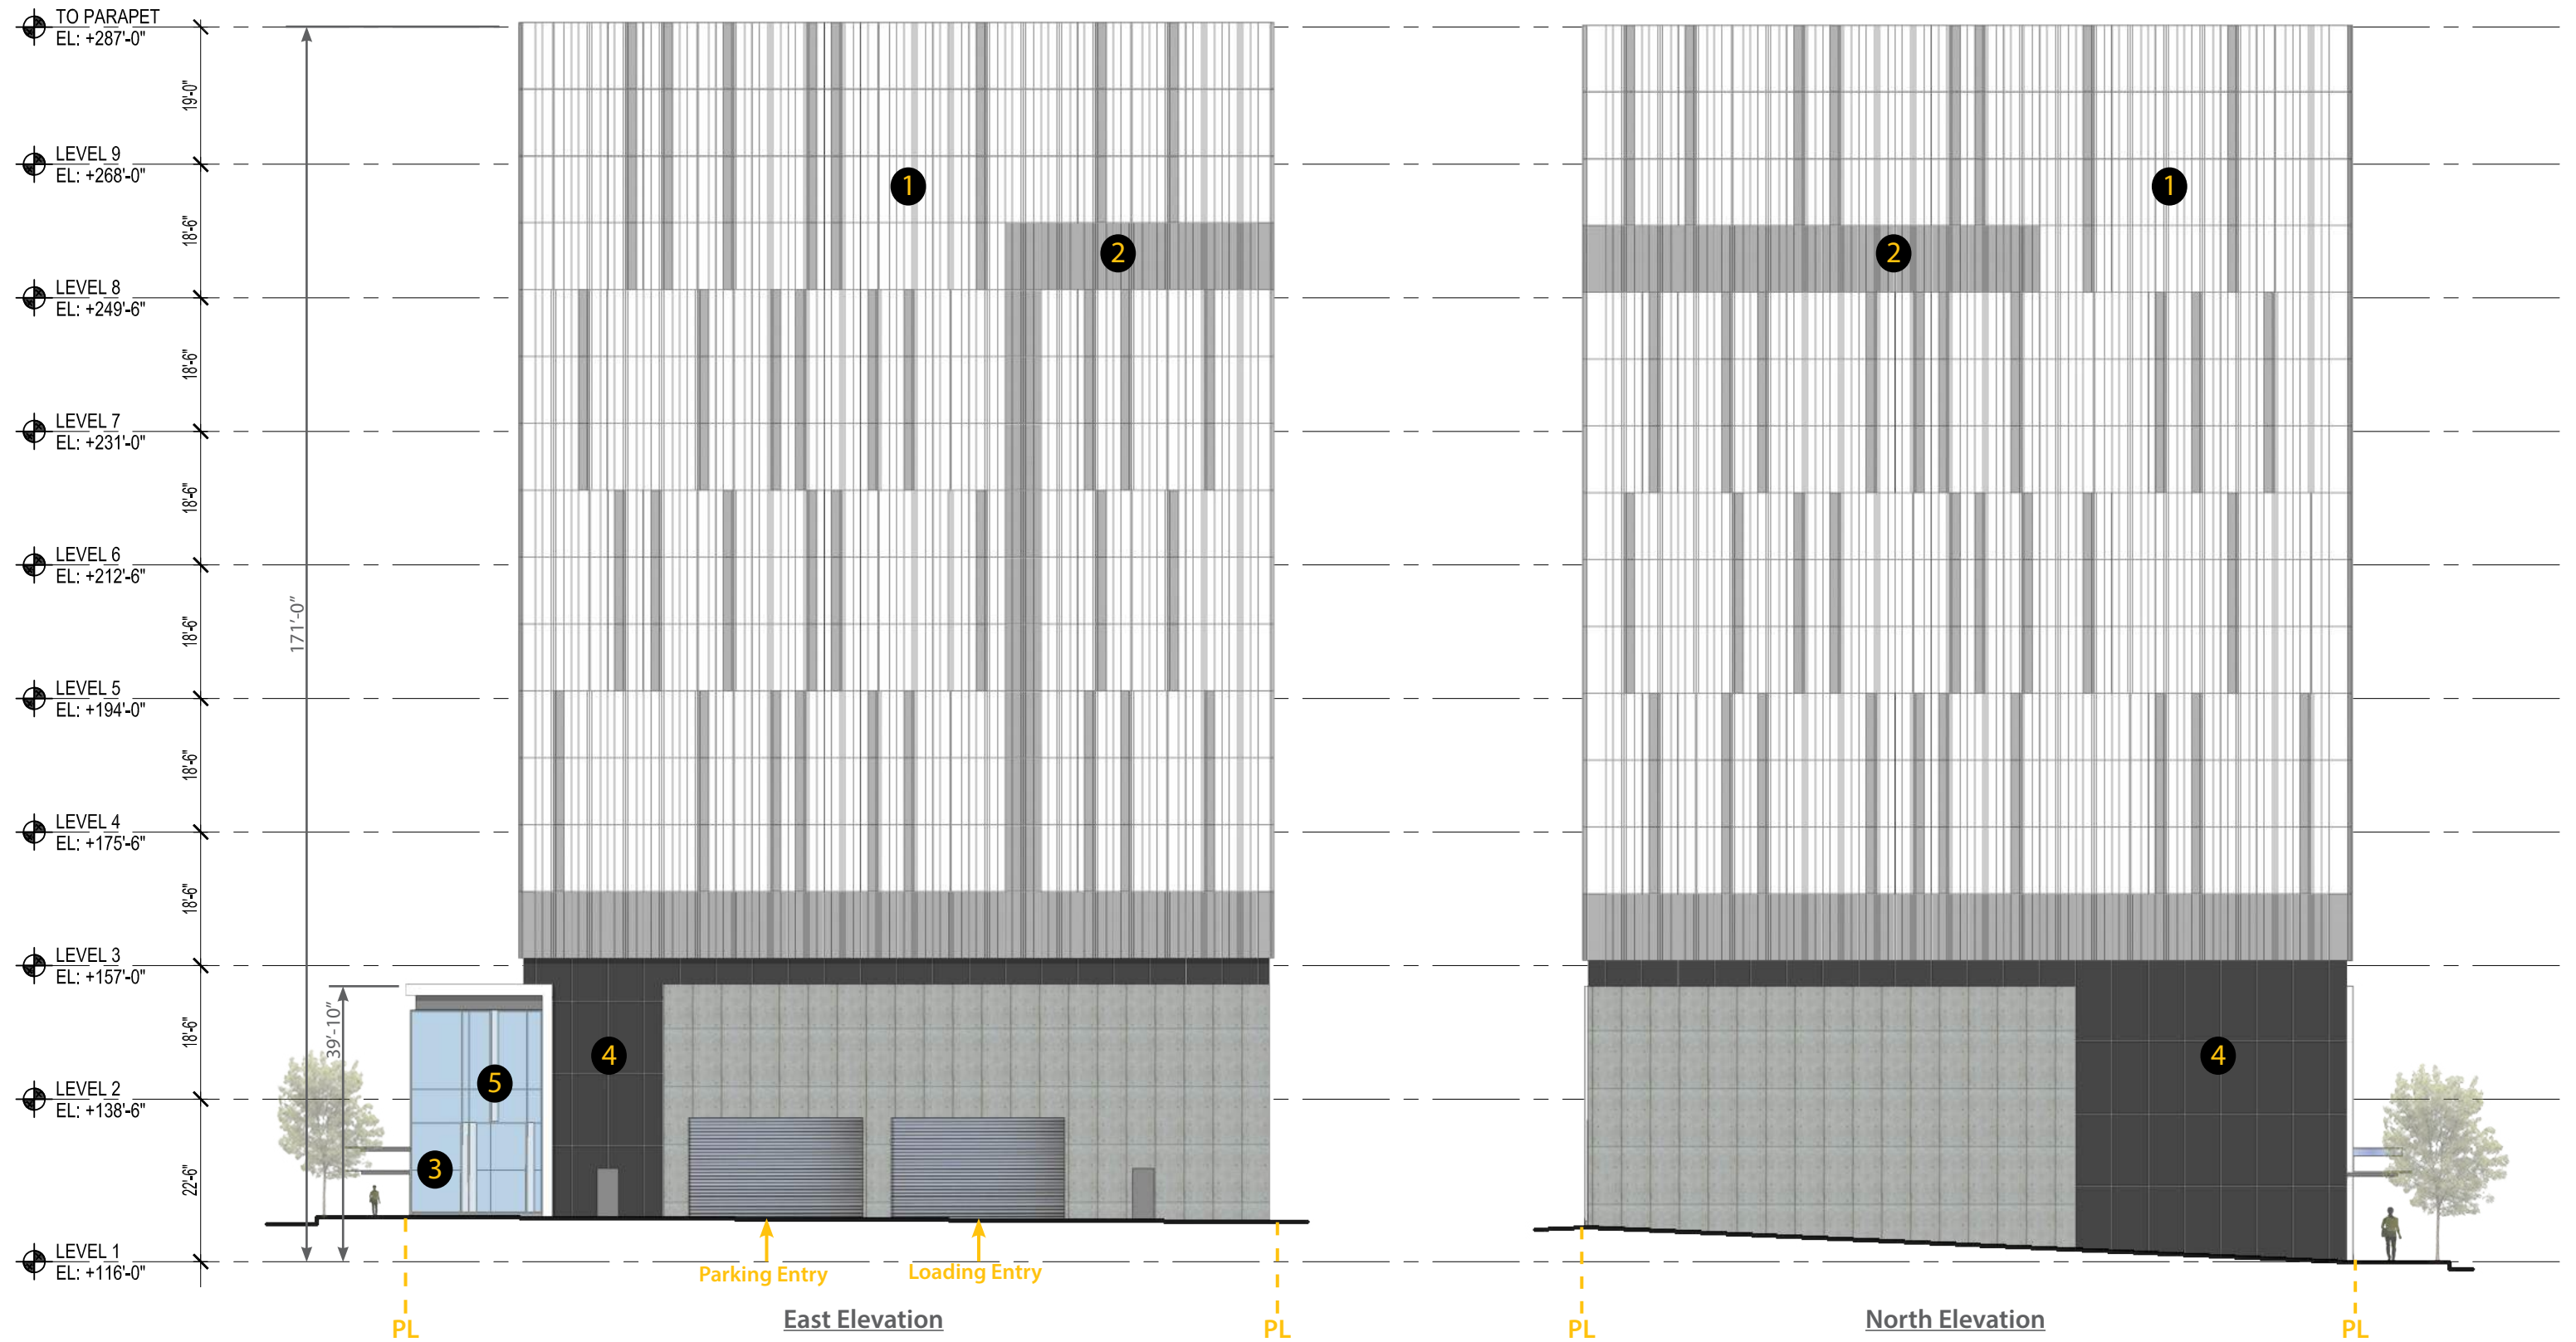 TO PARAPET
EL: +287'-0"
19'-0"
LEVEL 9
EL: +268'-0"
18'-6"
LEVEL 8
EL: +249'-6"
18'-6"
LEVEL 7
EL: +231'-0"
18'-6"
LEVEL 6
EL: +212'-6"
18'-6"
LEVEL 5
EL: +194'-0"
18'-6"
LEVEL 4
EL: +175'-6"
18'-6"
LEVEL 3
EL: +157'-0"
18'-6"
LEVEL 2
EL: +138'-6"
22'-6"
LEVEL 1
EL: +116'-0"
171'-0"
39'-10"
1
2
4
5
3
Parking Entry
Loading Entry
PL
East Elevation
PL
1
2
4
PL
North Elevation
PL